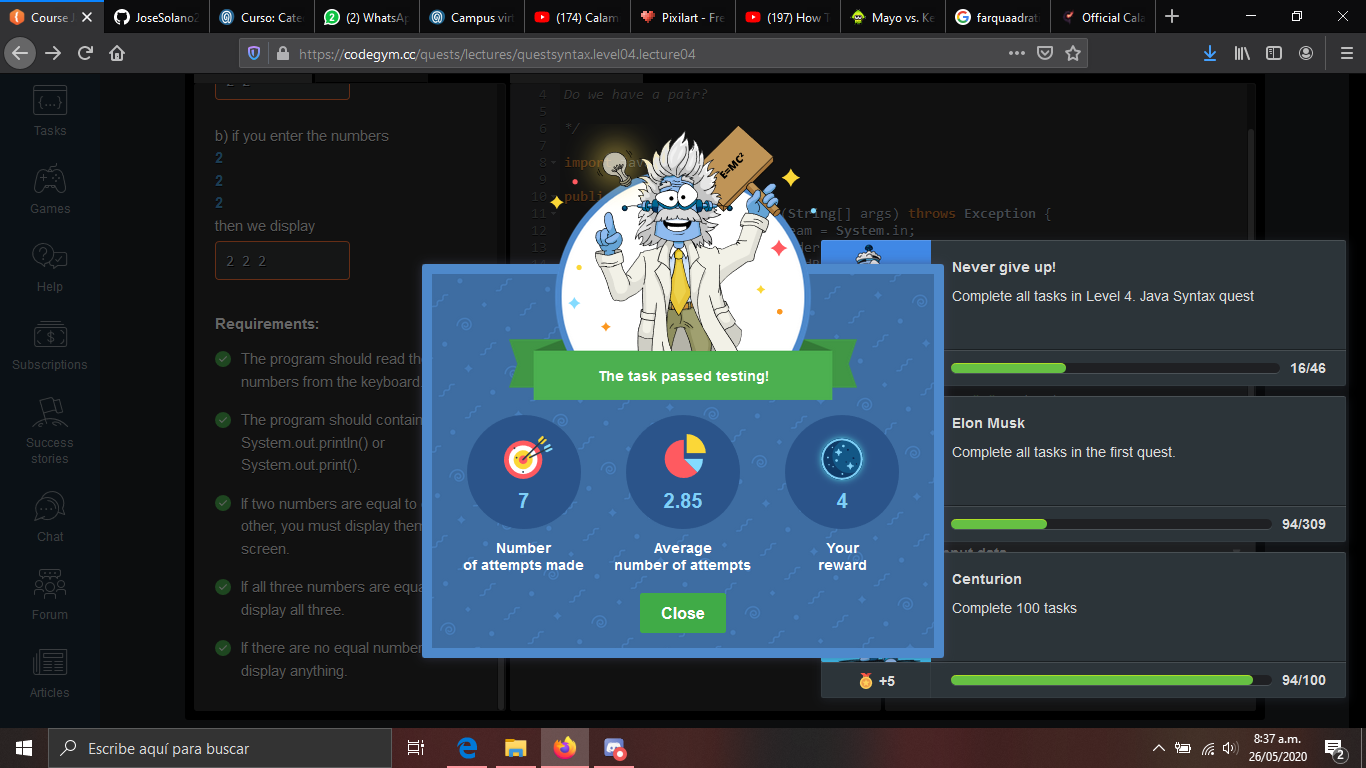 Course J
JoseSolano2
Curso: Cate
(2) WhatsAp
Campus virt
(174) Calam
Pixilart - Fre
(197) How T
Mayo vs. Ke
farquaadrati
Official Cala
https://codegym.cc/quests/lectures/questsyntax.level04.lecture04
Tasks
Games
Help
Subscriptions
Success
stories
Chat
Forum
Articles
2 2
b) if you enter the numbers
2
2
2
then we display
2 2 2
Requirements:
The program should read the
numbers from the keyboard.
The program should contain
System.out.println() or
System.out.print().
If two numbers are equal to
other, you must display them
screen.
If all three numbers are equa
display all three.
If there are no equal number
display anything.
4 Do we have a pair?
5
6 */
7
8 impor
9
10 publi
11 (String[] args) throws Exception {
12 eam = System.in;
13
E=MC²
The task passed testing!
7
Number
of attempts made
2.85
Average
number of attempts
4
Your
reward
Close
Never give up!
Complete all tasks in Level 4. Java Syntax quest
16/46
Elon Musk
Complete all tasks in the first quest.
94/309
Centurion
Complete 100 tasks
+5
94/100
Escribe aquí para buscar
8:37 a.m.
26/05/2020
2